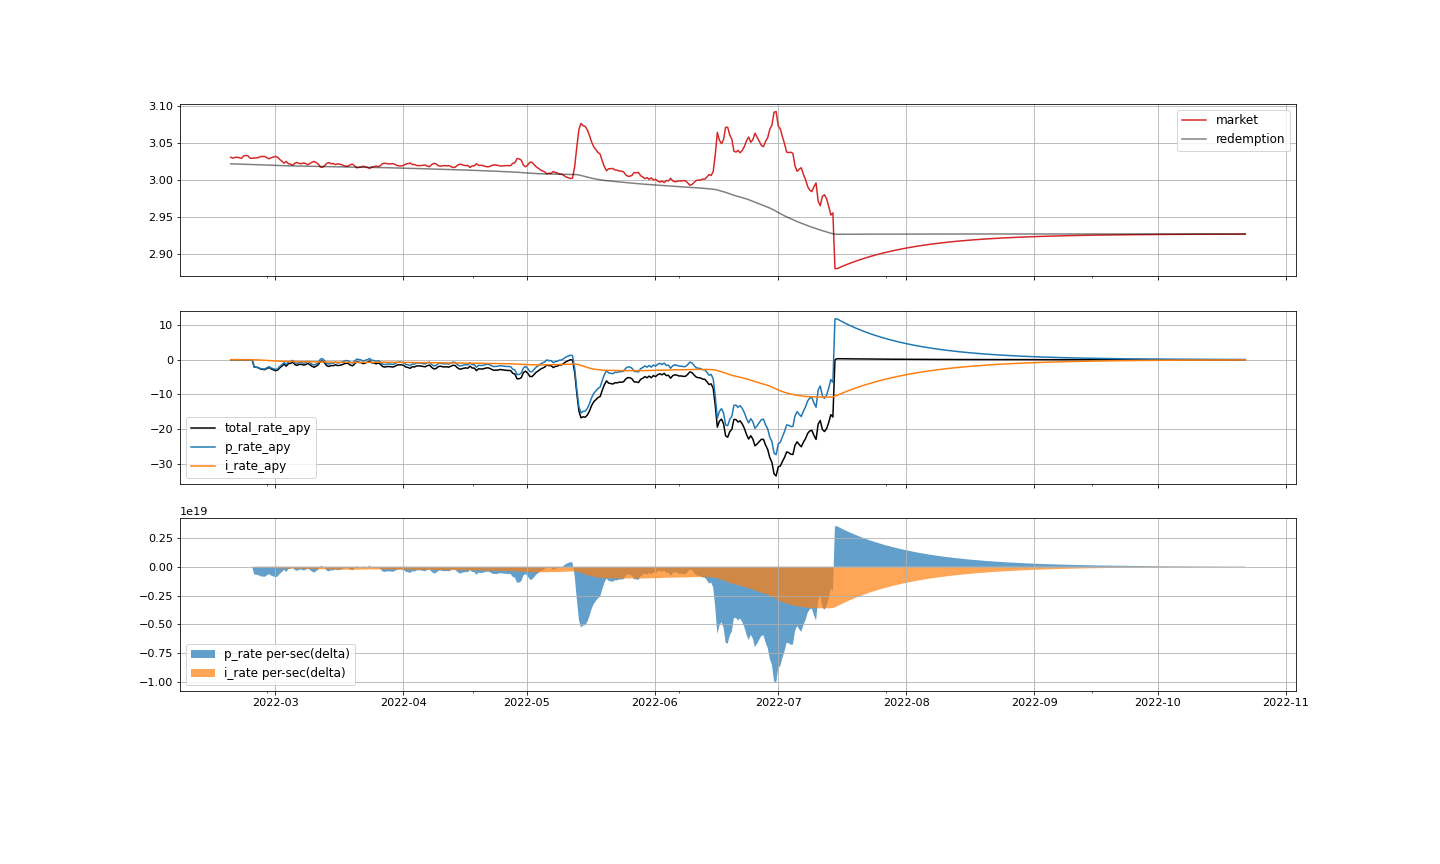 3.10
3.05
3.00
2.95
2.90
market
redemption
10
0
−10
−20
−30
total_rate_apy
p_rate_apy
i_rate_apy
1e19
0.25
0.00
−0.25
−0.50
−0.75
−1.00
p_rate per-sec(delta)
i_rate per-sec(delta)
2022-03 2022-04 2022-05 2022-06 2022-07 2022-08 2022-09 2022-10 2022-11